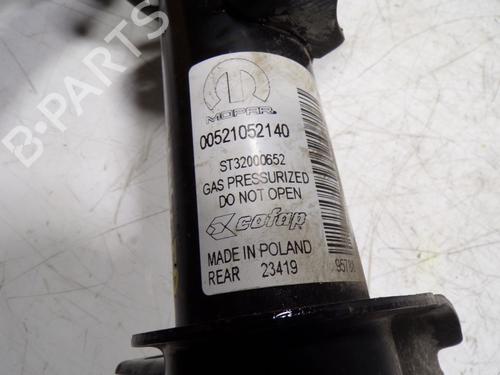 B-PARTS
MOPAR
00521052140
ST32000652
GAS PRESSURIZED
DO NOT OPEN
cofap
MADE IN POLAND
REAR 23419